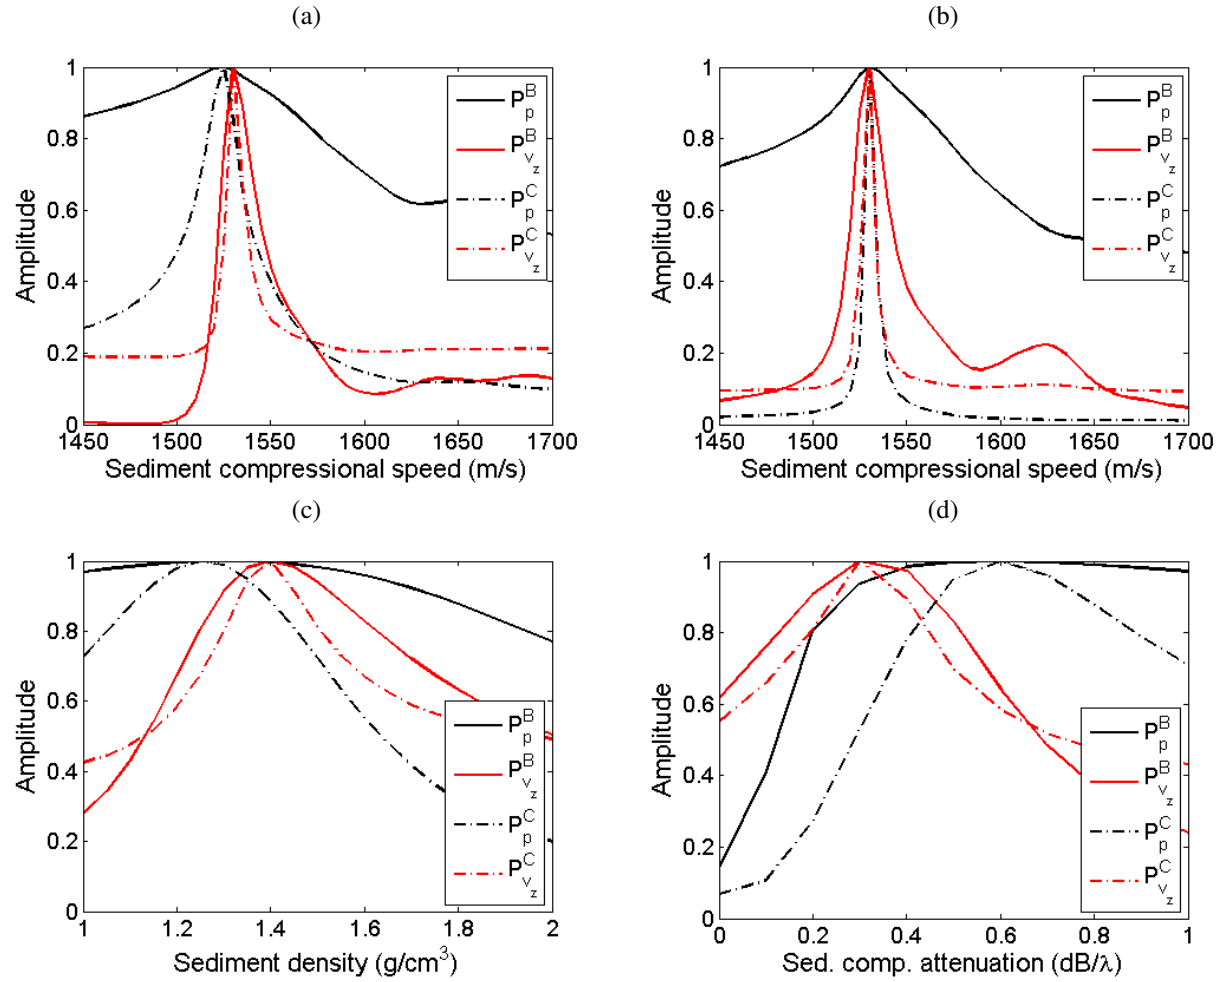 (a)
1
0.8
0.6
0.4
0.2
0
1450 1500 1550 1600 1650 1700
Amplitude
Sediment compressional speed (m/s)
P_p^B
P_{v_z}^B
P_p^C
P_{v_z}^C
(b)
1
0.8
0.6
0.4
0.2
0
1450 1500 1550 1600 1650 1700
Amplitude
Sediment compressional speed (m/s)
P_p^B
P_{v_z}^B
P_p^C
P_{v_z}^C
(c)
1
0.8
0.6
0.4
0.2
0
1 1.2 1.4 1.6 1.8 2
Amplitude
Sediment density (g/cm³)
P_p^B
P_{v_z}^B
P_p^C
P_{v_z}^C
(d)
1
0.8
0.6
0.4
0.2
0
0 0.2 0.4 0.6 0.8 1
Amplitude
Sed. comp. attenuation (dB/λ)
P_p^B
P_{v_z}^B
P_p^C
P_{v_z}^C